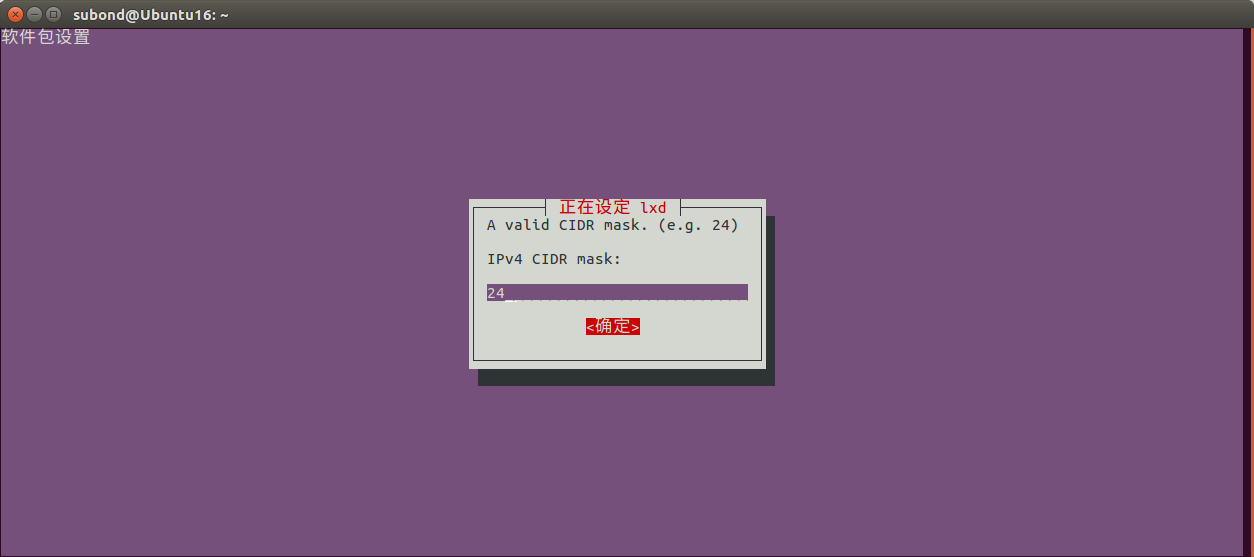 subond@Ubuntu16: ~
软件包设置
正在设定 lxd
A valid CIDR mask. (e.g. 24)
IPv4 CIDR mask:
24
<确定>